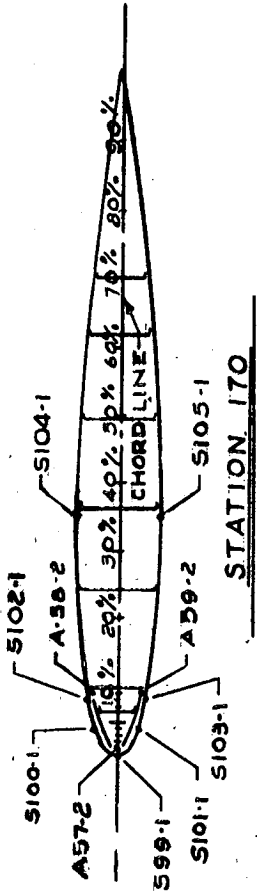 S104-1
S102-1
A-58-2
S100-1
A57-2
10% 20% 30% 40% 50% 60% 70% 80% 90%
CHORD LINE
S99-1
S101-1
S103-1
A59-2
S105-1
STATION 170